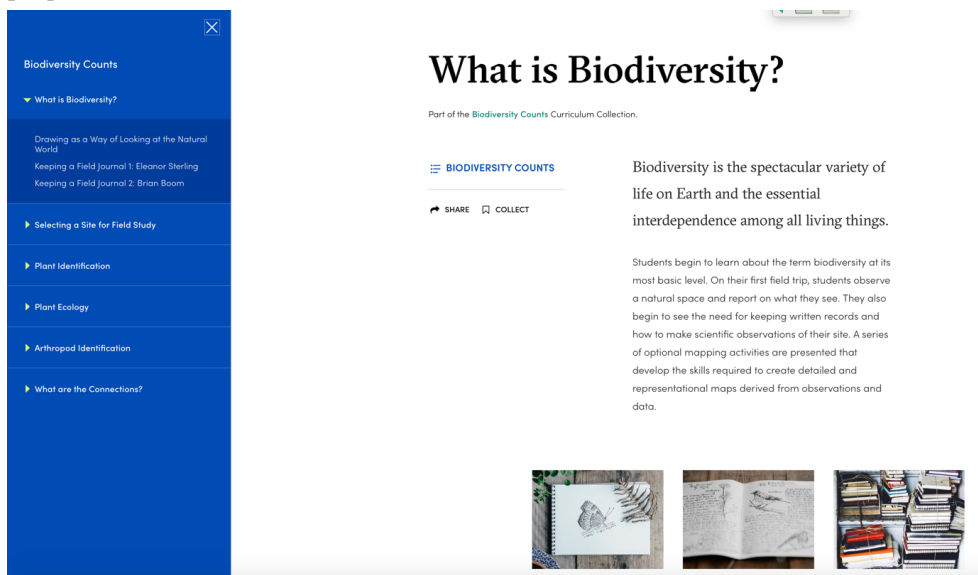 Biodiversity Counts
What is Biodiversity?
Drawing as a Way of Looking at the Natural
World
Keeping a Field Journal 1: Eleanor Sterling
Keeping a Field Journal 2: Brian Boom
Selecting a Site for Field Study
Plant Identification
Plant Ecology
Arthropod Identification
What are the Connections?
What is Biodiversity?
Part of the Biodiversity Counts Curriculum Collection.
BIODIVERSITY COUNTS
SHARE COLLECT
Biodiversity is the spectacular variety of
life on Earth and the essential
interdependence among all living things.
Students begin to learn about the term biodiversity at its
most basic level. On their first field trip, students observe
a natural space and report on what they see. They also
begin to see the need for keeping written records and
how to make scientific observations of their site. A series
of optional mapping activities are presented that
develop the skills required to create detailed and
representational maps derived from observations and
data.